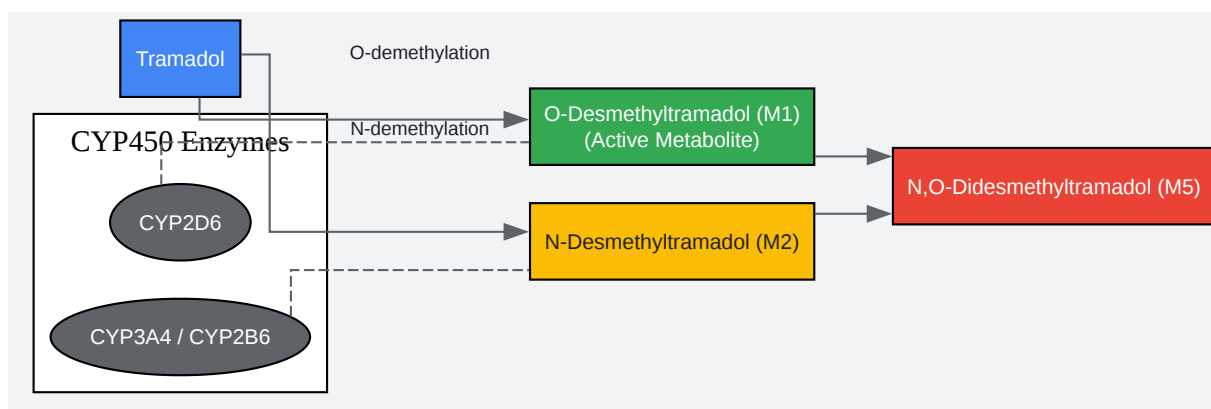 Tramadol
O-demethylation
N-demethylation
CYP450 Enzymes
CYP2D6
CYP3A4 / CYP2B6
O-Desmethyltramadol (M1)
(Active Metabolite)
N-Desmethyltramadol (M2)
N,O-Didesmethyltramadol (M5)